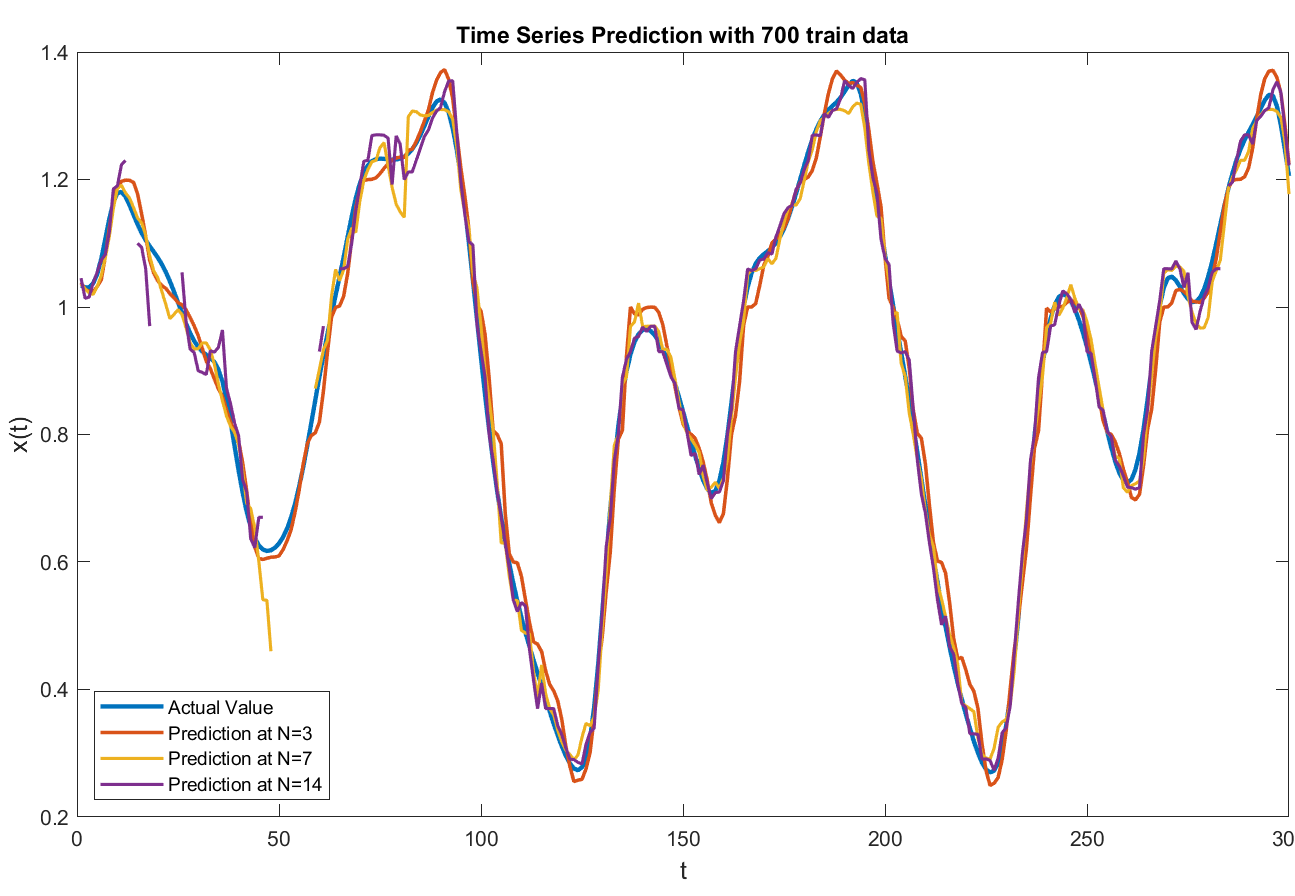 Time Series Prediction with 700 train data
1.4
1.2
1
0.8
0.6
0.4
0.2
x(t)
Actual Value
Prediction at N=3
Prediction at N=7
Prediction at N=14
0 50 100 150 200 250 30
t